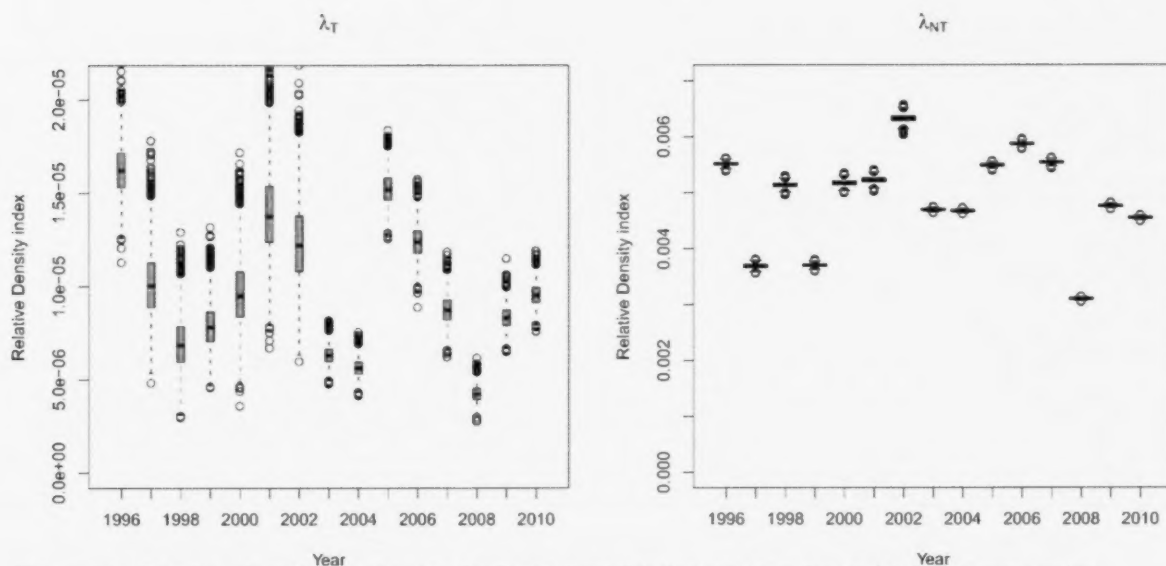 λT
λNT
Relative Density index
0.0e+00 5.0e-06 1.0e-05 1.5e-05 2.0e-05
1996 1998 2000 2002 2004 2006 2008 2010
Year
Relative Density index
0.000 0.002 0.004 0.006
1996 1998 2000 2002 2004 2006 2008 2010
Year